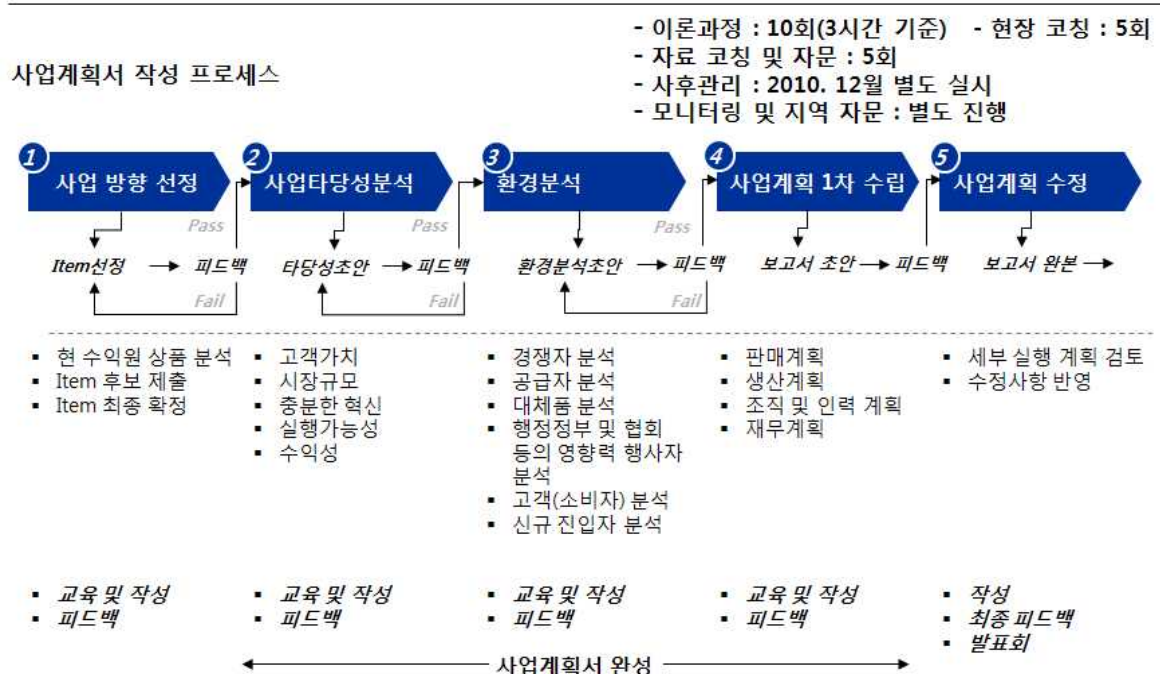 - 이론과정 : 10회(3시간 기준) - 현장 코칭 : 5회
- 자료 코칭 및 자문 : 5회
- 사후관리 : 2010. 12월 별도 실시
- 모니터링 및 지역 자문 : 별도 진행
사업계획서 작성 프로세스
1 사업 방향 선정
2 사업타당성분석
3 환경분석
4 사업계획 1차 수립
5 사업계획 수정
Pass
Pass
Pass
Item선정 피드백
타당성초안 피드백
환경분석초안 피드백
보고서 초안 피드백
보고서 완본
Fail
Fail
Fail
▪ 현 수익원 상품 분석
▪ Item 후보 제출
▪ Item 최종 확정
▪ 고객가치
▪ 시장규모
▪ 충분한 혁신
▪ 실행가능성
▪ 수익성
▪ 경쟁자 분석
▪ 공급자 분석
▪ 대체품 분석
▪ 행정정부 및 협회
등의 영향력 행사자
분석
▪ 고객(소비자) 분석
▪ 신규 진입자 분석
▪ 판매계획
▪ 생산계획
▪ 조직 및 인력 계획
▪ 재무계획
▪ 세부 실행 계획 검토
▪ 수정사항 반영
▪ 교육 및 작성
▪ 피드백
▪ 교육 및 작성
▪ 피드백
▪ 교육 및 작성
▪ 피드백
▪ 교육 및 작성
▪ 피드백
▪ 작성
▪ 최종 피드백
▪ 발표회
사업계획서 완성